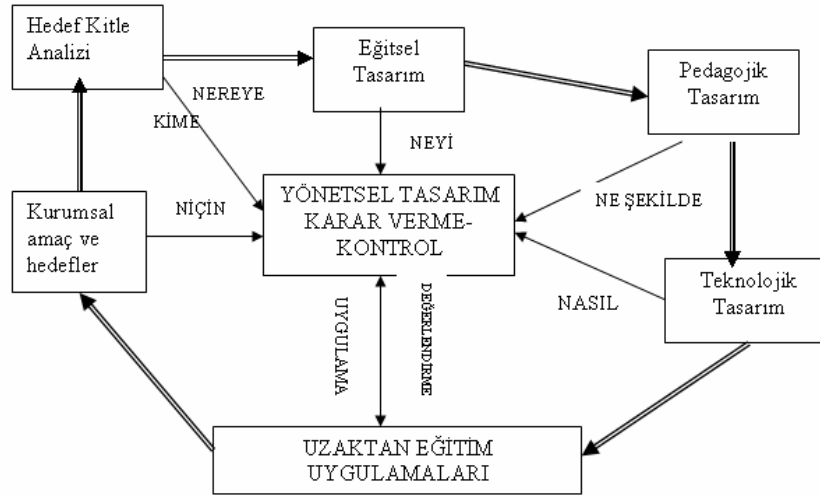 Hedef Kitle
Analizi
Eğitsel
Tasarım
Pedagojik
Tasarım
NEREYE
KİME
NEYİ
YÖNETSEL TASARIM
KARAR VERME-
KONTROL
NE ŞEKİLDE
Kurumsal
amaç ve
hedefler
NİÇİN
Teknolojik
Tasarım
NASIL
UYGULAMA
DEĞERLENDİRME
UZAKTAN EĞİTİM
UYGULAMALARI